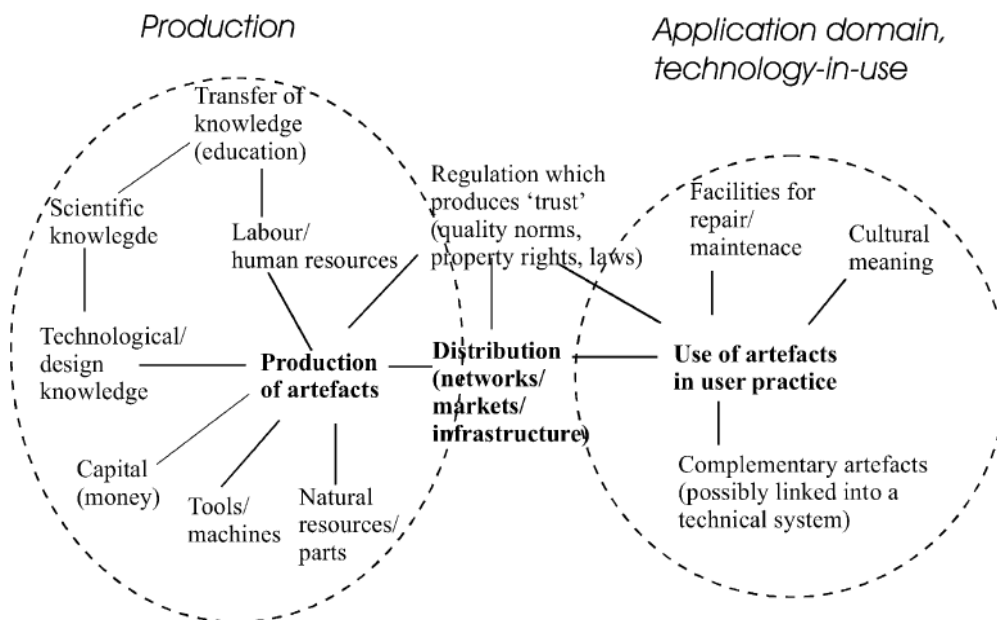 Production
Application domain,
technology-in-use
Transfer of
knowledge
(education)
Scientific
knowlegde
Labour/
human resources
Regulation which
produces ‘trust’
(quality norms,
property rights, laws)
Facilities for
repair/
maintenace
Cultural
meaning
Technological/
design
knowledge
Production
of artefacts
Distribution
(networks/
markets/
infrastructure)
Use of artefacts
in user practice
Capital
(money)
Tools/
machines
Natural
resources/
parts
Complementary artefacts
(possibly linked into a
technical system)